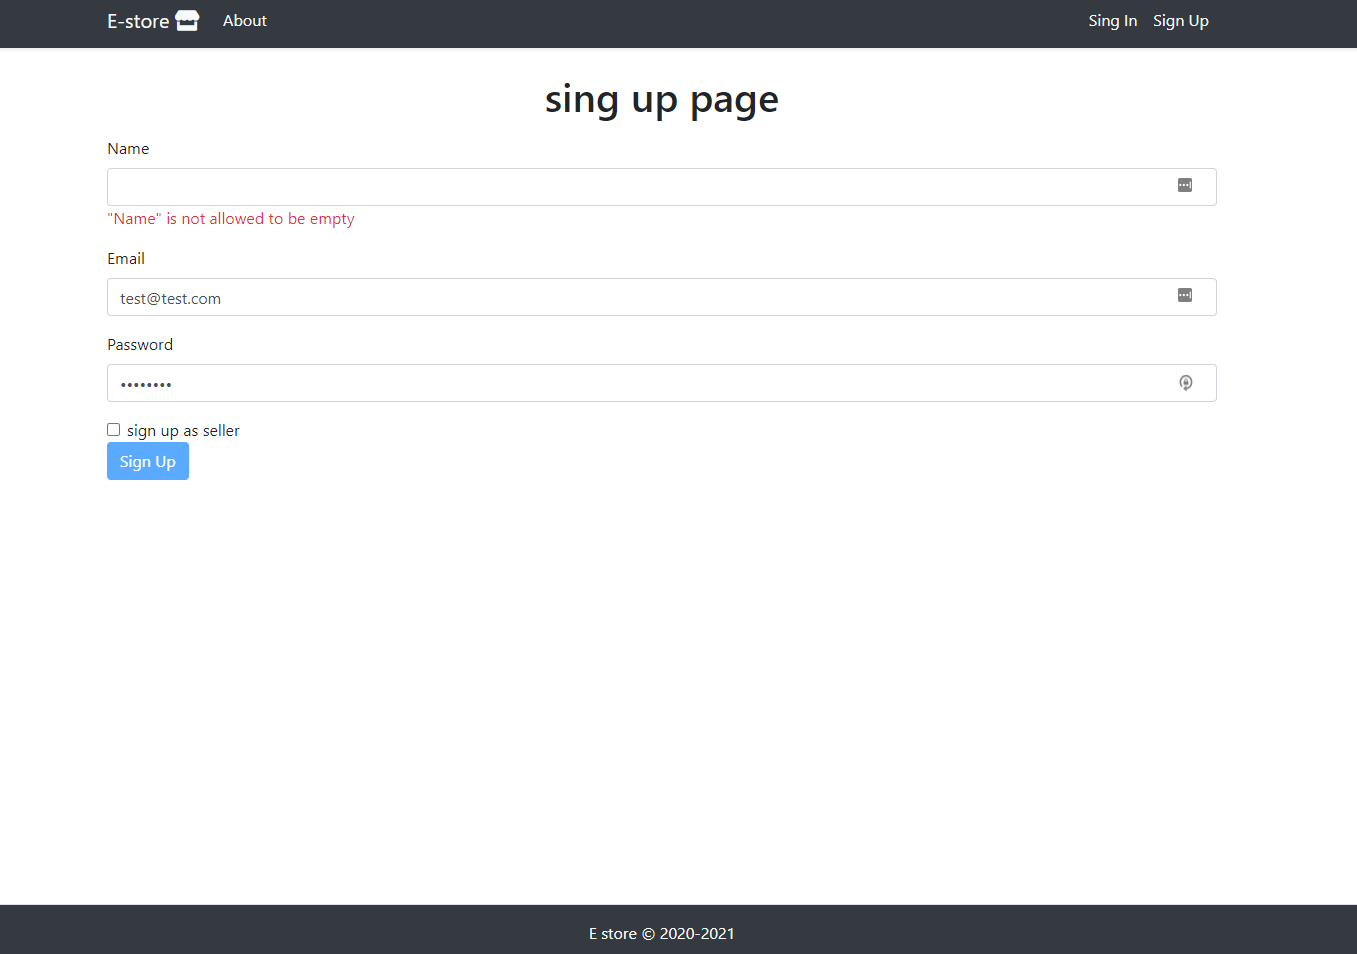 E-store About Sing In Sign Up
sing up page
Name
"Name" is not allowed to be empty
Email
test@test.com
Password
••••••••
sign up as seller
Sign Up
E store © 2020-2021